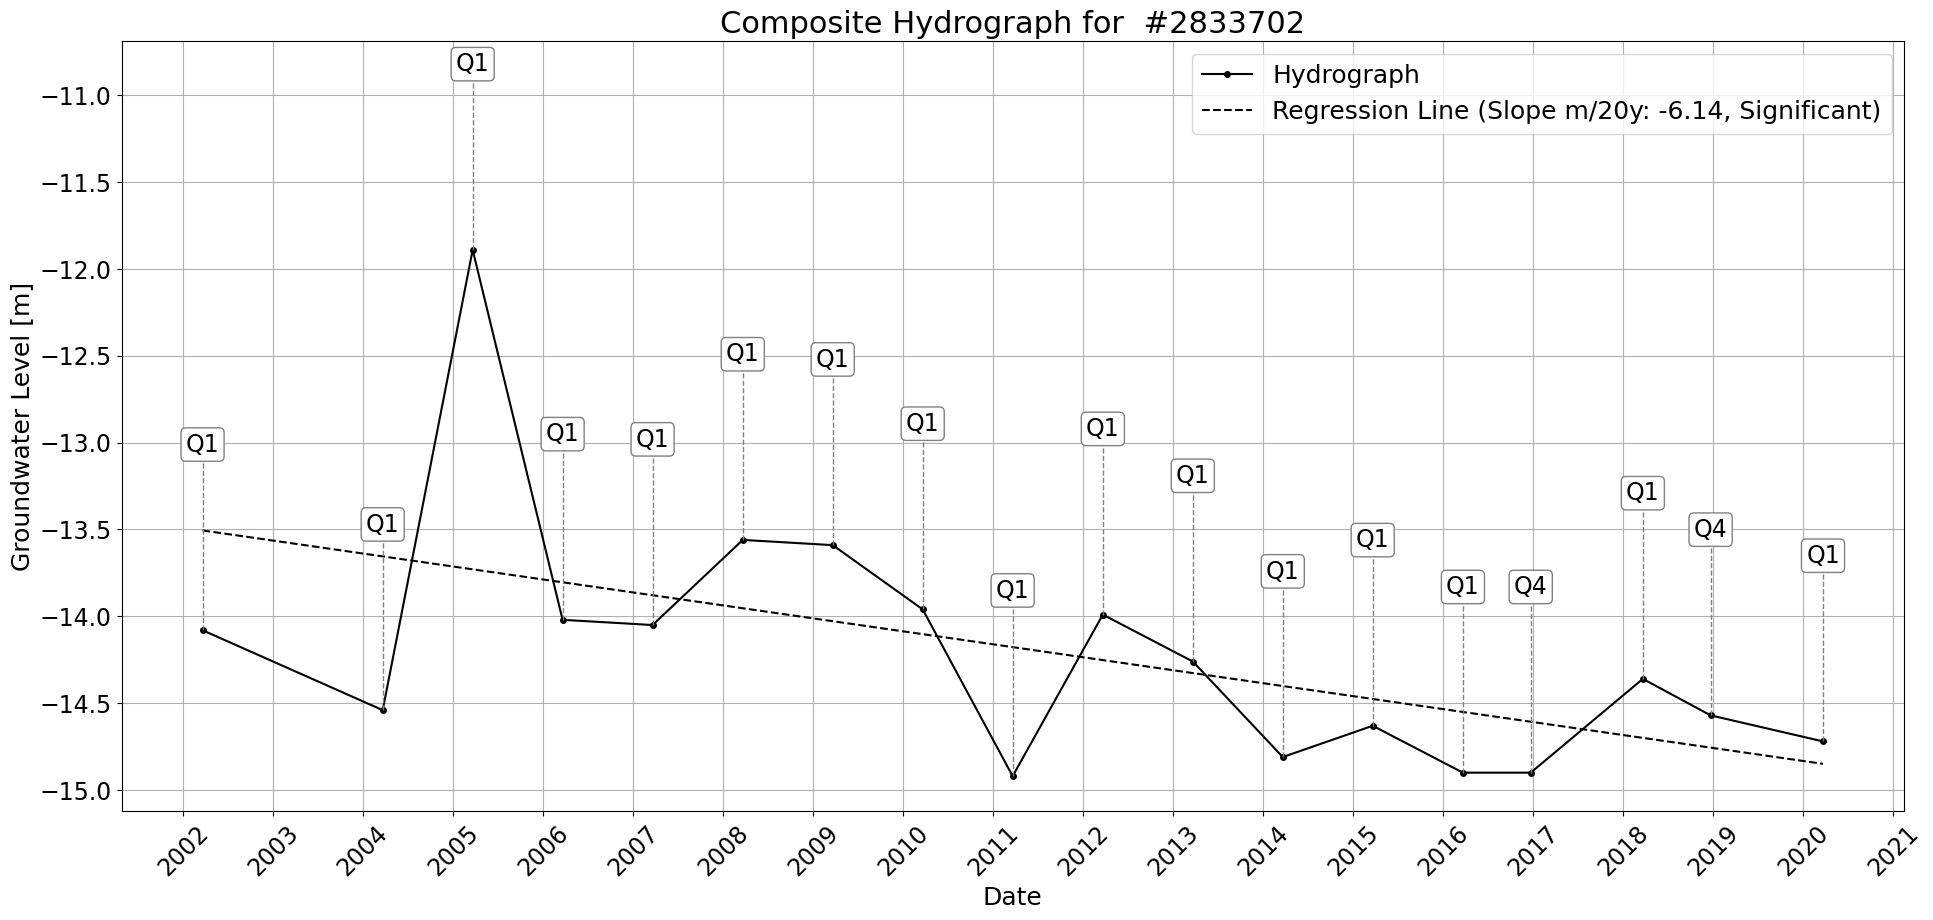 Composite Hydrograph for  #2833702
Hydrograph
Regression Line (Slope m/20y: -6.14, Significant)
Groundwater Level [m]
−11.0
−11.5
−12.0
−12.5
−13.0
−13.5
−14.0
−14.5
−15.0
Q1
Q1
Q1
Q1
Q1
Q1
Q1
Q1
Q1
Q1
Q1
Q1
Q1
Q1
Q4
Q1
Q4
Q1
2002
2003
2004
2005
2006
2007
2008
2009
2010
2011
2012
2013
2014
2015
2016
2017
2018
2019
2020
2021
Date